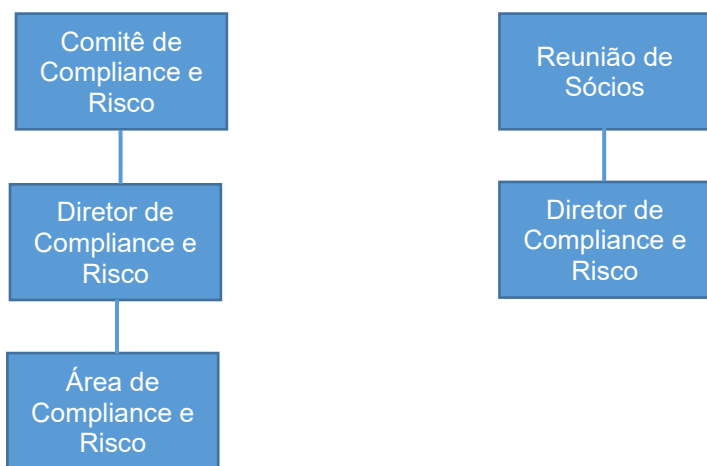 Comitê de
Compliance e
Risco
Reunião de
Sócios
Diretor de
Compliance e
Risco
Diretor de
Compliance e
Risco
Área de
Compliance e
Risco